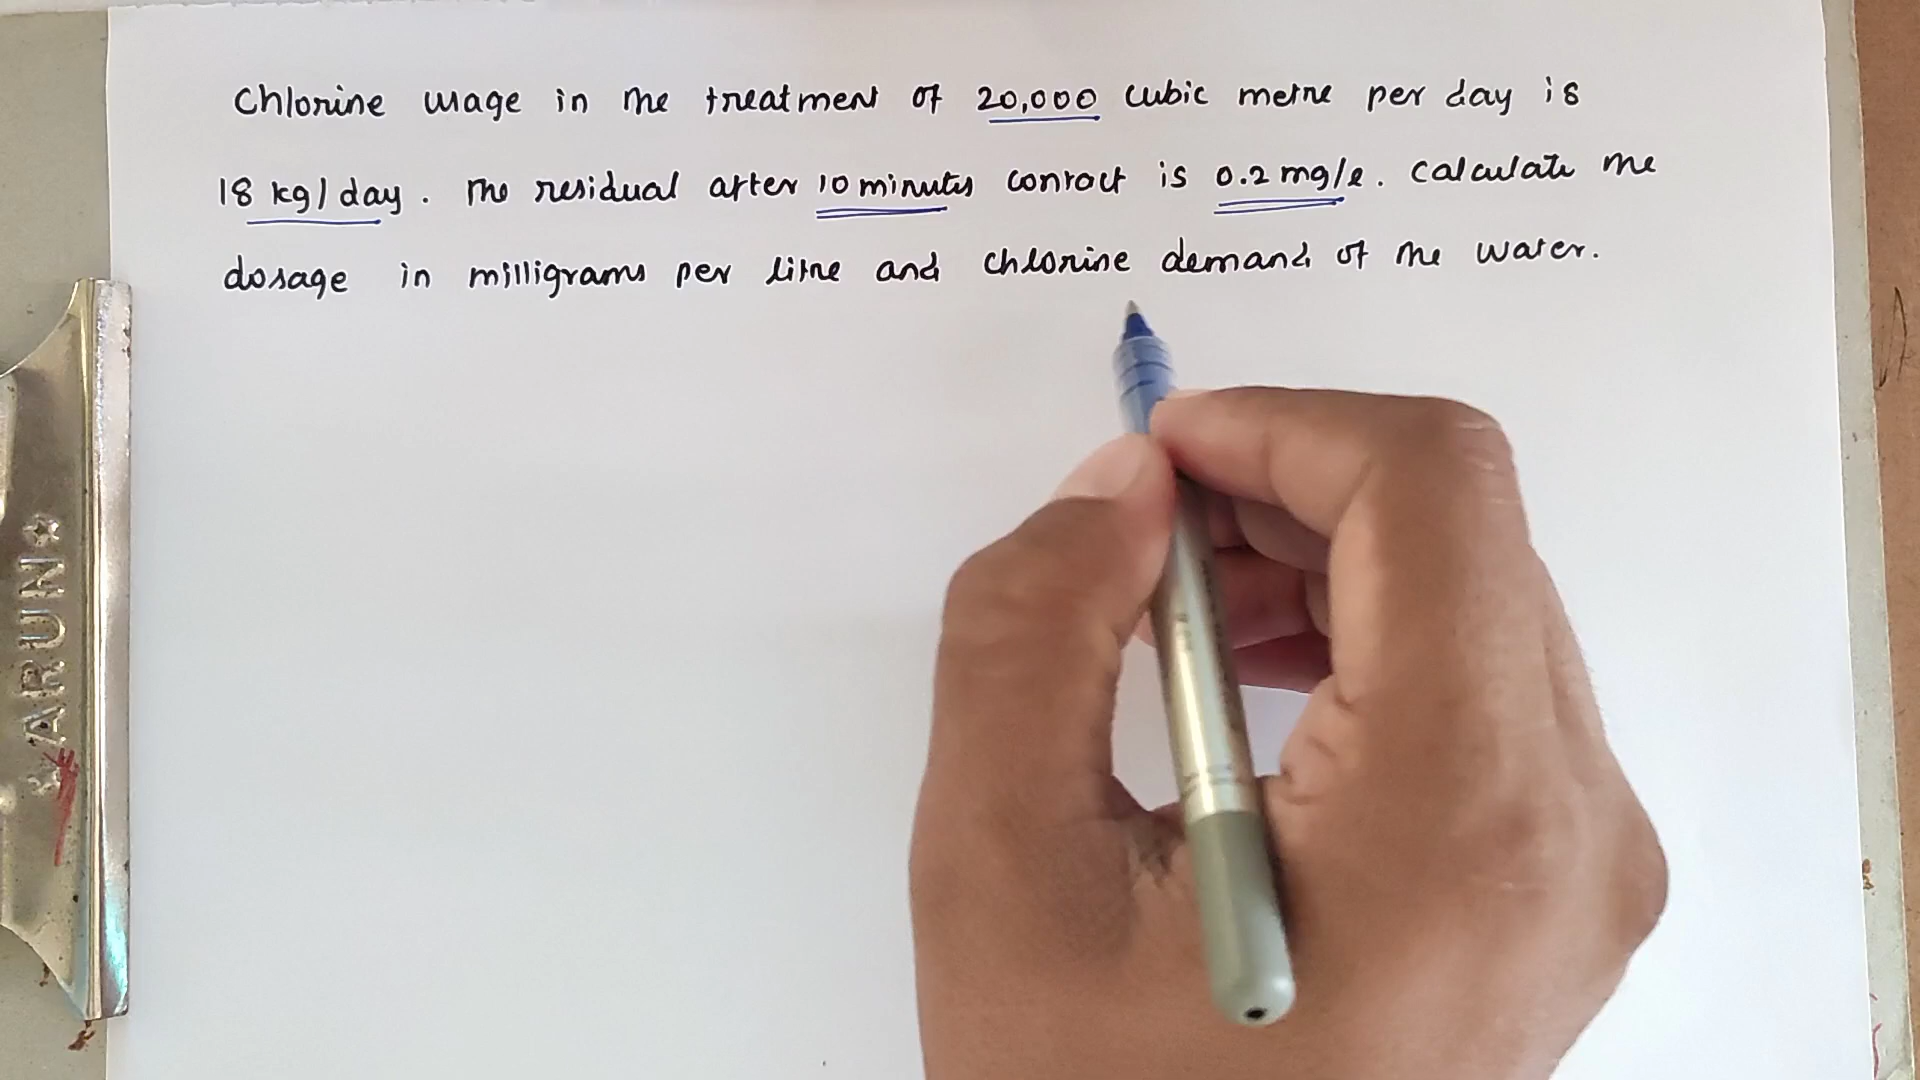 Chlorine usage in the treatment of 20,000 cubic metre per day is
18 kg/day. The residual after 10 minutes contact is 0.2 mg/l. Calculate the
dosage in milligrams per litre and chlorine demand of the water.
ARUN